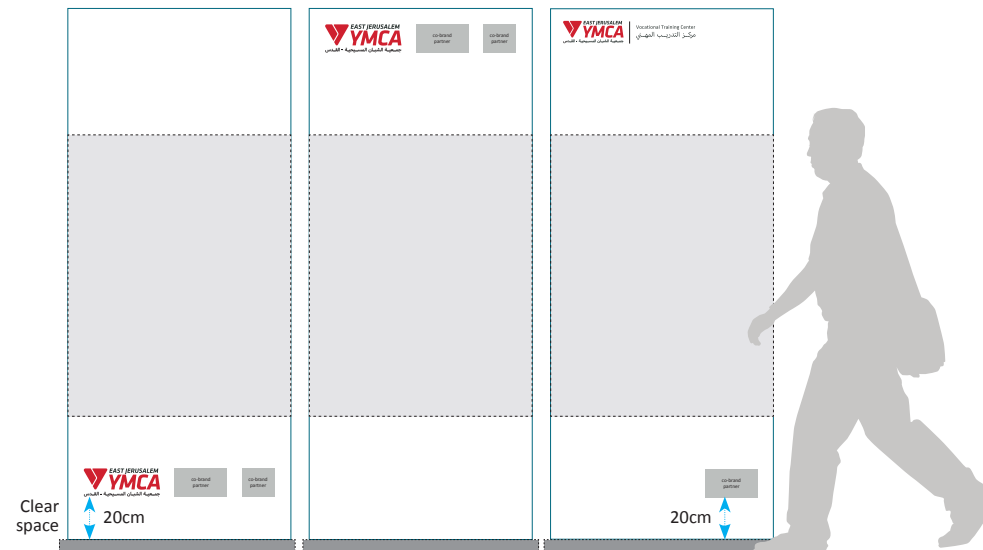 EAST JERUSALEM
YMCA
جمعية الشبان المسيحية - القدس
co-brand
partner
co-brand
partner
Clear
space
20cm
EAST JERUSALEM
YMCA
جمعية الشبان المسيحية - القدس
co-brand
partner
co-brand
partner
EAST JERUSALEM
YMCA
جمعية الشبان المسيحية - القدس
Vocational Training Center
مركز التدريب المهني
co-brand
partner
20cm